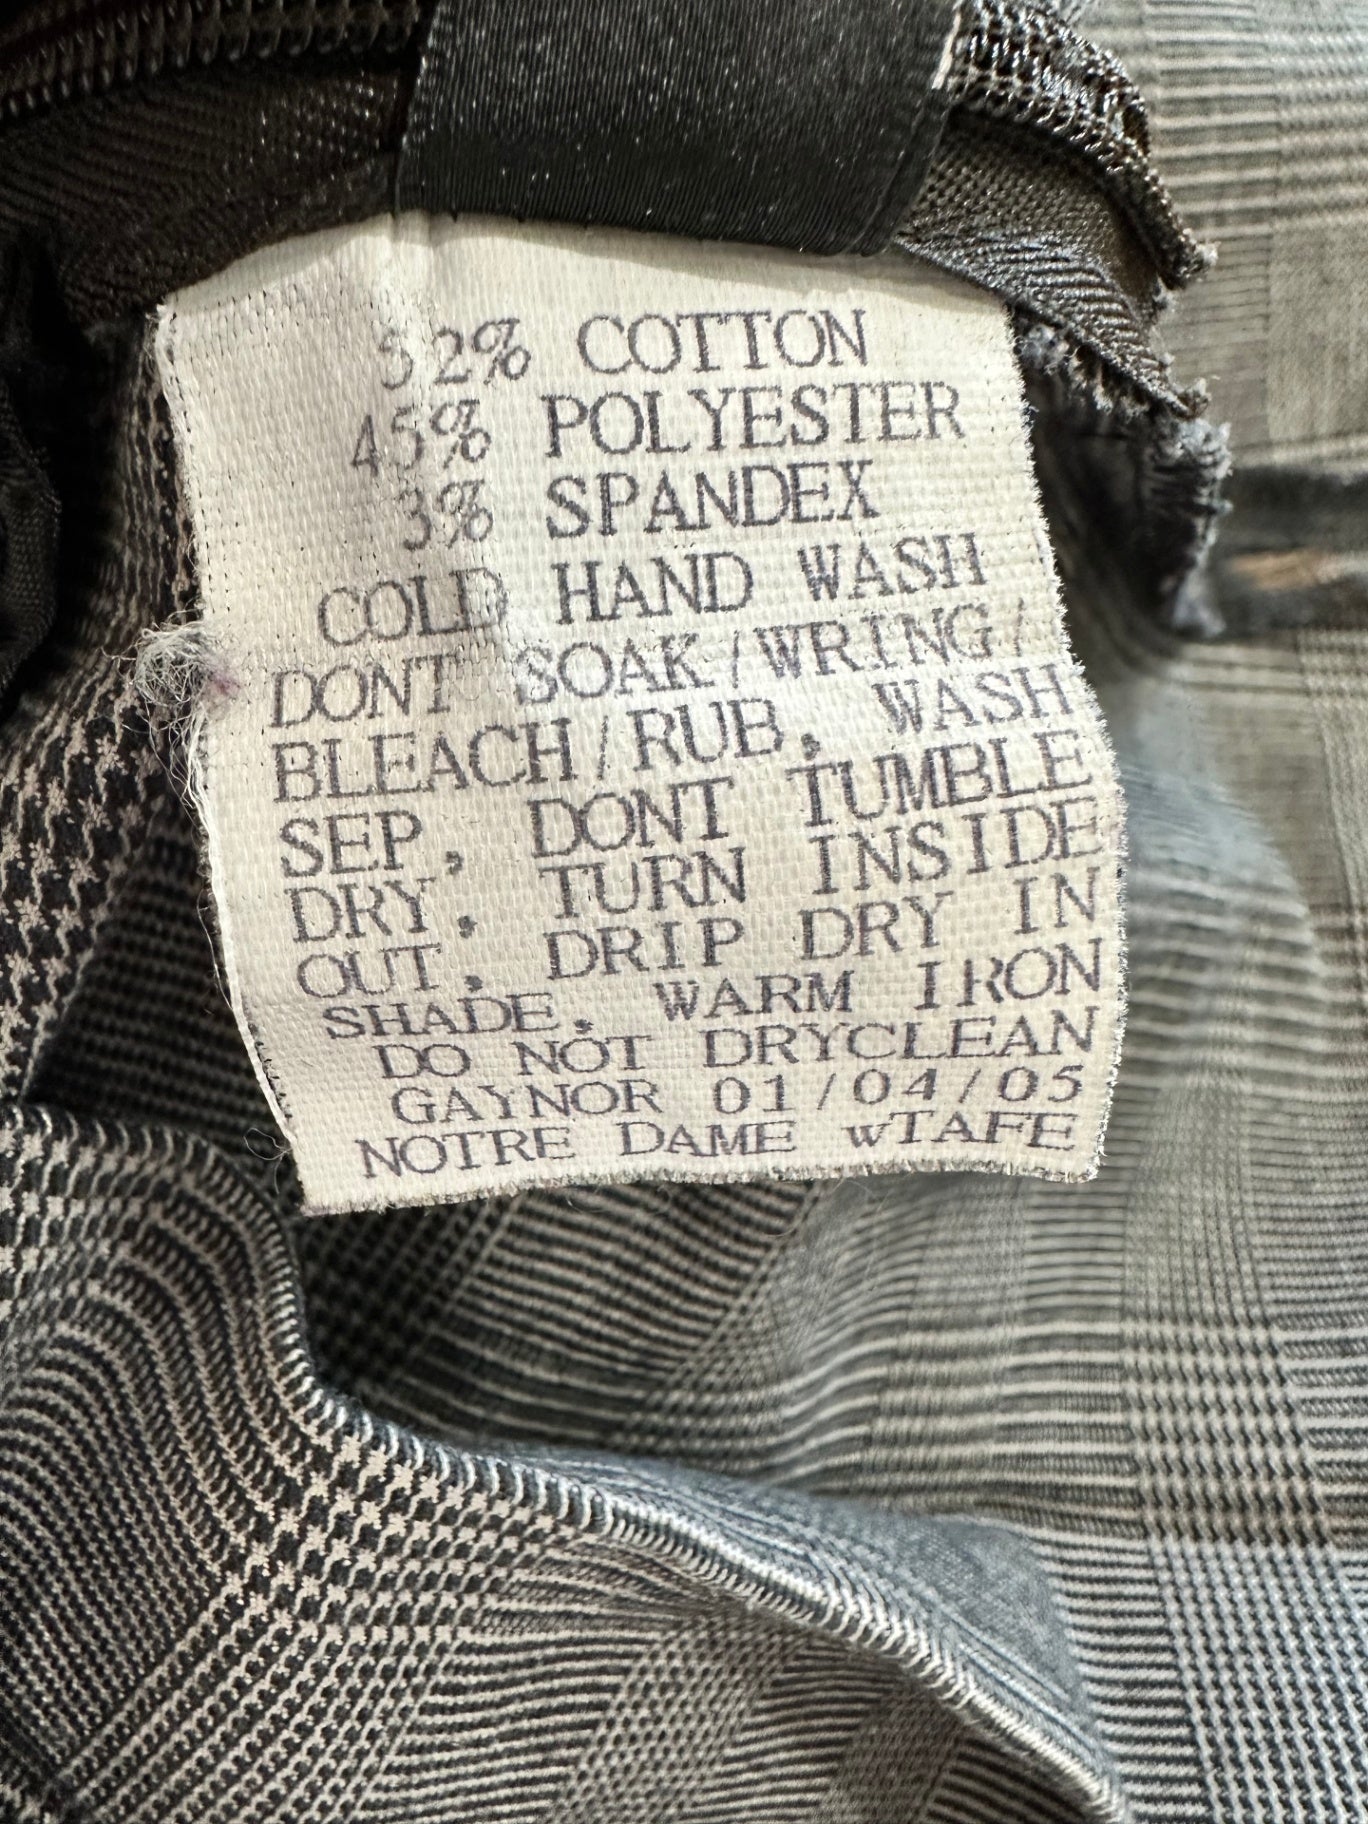 52% COTTON
45% POLYESTER
3% SPANDEX
COLD HAND WASH
DONT SOAK/WRING/
BLEACH/RUB. WASH
SEP, DONT TUMBLE
DRY. TURN INSIDE
OUT. DRIP DRY IN
SHADE. WARM IRON
DO NOT DRYCLEAN
GAYNOR 01/04/05
NOTRE DAME wTAFE